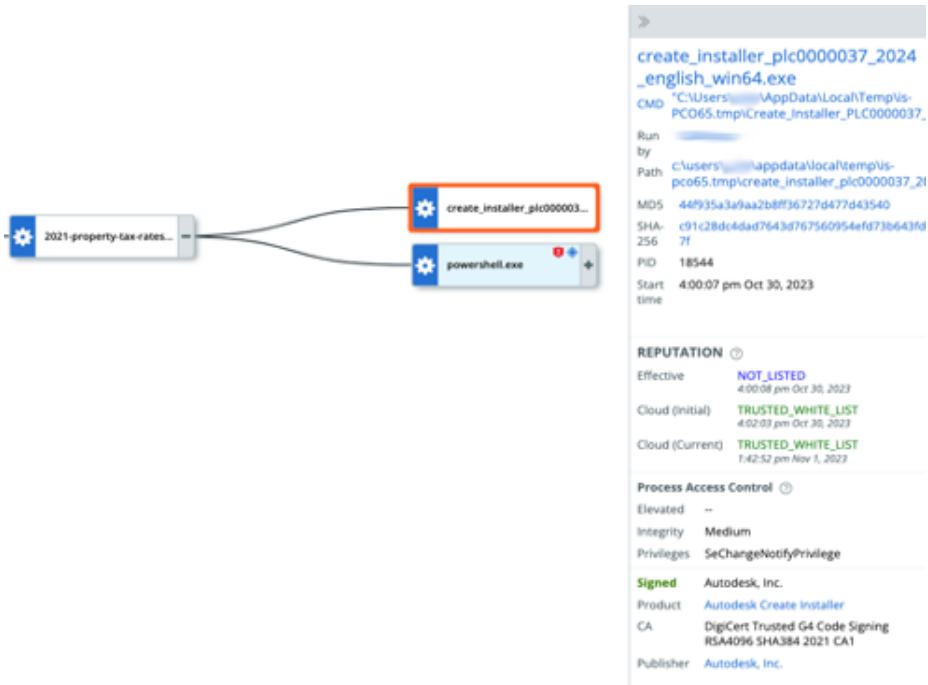 2021-property-tax-rates...
create_installer_plc000003...
powershell.exe
create_installer_plc0000037_2024
_english_win64.exe
CMD "C:\Users\ \AppData\Local\Temp\is-
PCO65.tmp\Create_Installer_PLC0000037_
Run
by
Path c:\users\ \appdata\local\temp\is-
pco65.tmp\create_installer_plc0000037_20
MD5 44f935a3a9aa2b8ff36727d477d43540
SHA-
256 c91c28dc4dad7643d767560954efd73b643fd
7f
PID 18544
Start
time 4:00:07 pm Oct 30, 2023
REPUTATION
Effective NOT_LISTED
4:00:08 pm Oct 30, 2023
Cloud (Initial) TRUSTED_WHITE_LIST
4:02:03 pm Oct 30, 2023
Cloud (Current) TRUSTED_WHITE_LIST
1:42:52 pm Nov 1, 2023
Process Access Control
Elevated --
Integrity Medium
Privileges SeChangeNotifyPrivilege
Signed Autodesk, Inc.
Product Autodesk Create Installer
CA DigiCert Trusted G4 Code Signing
RSA4096 SHA384 2021 CA1
Publisher Autodesk, Inc.